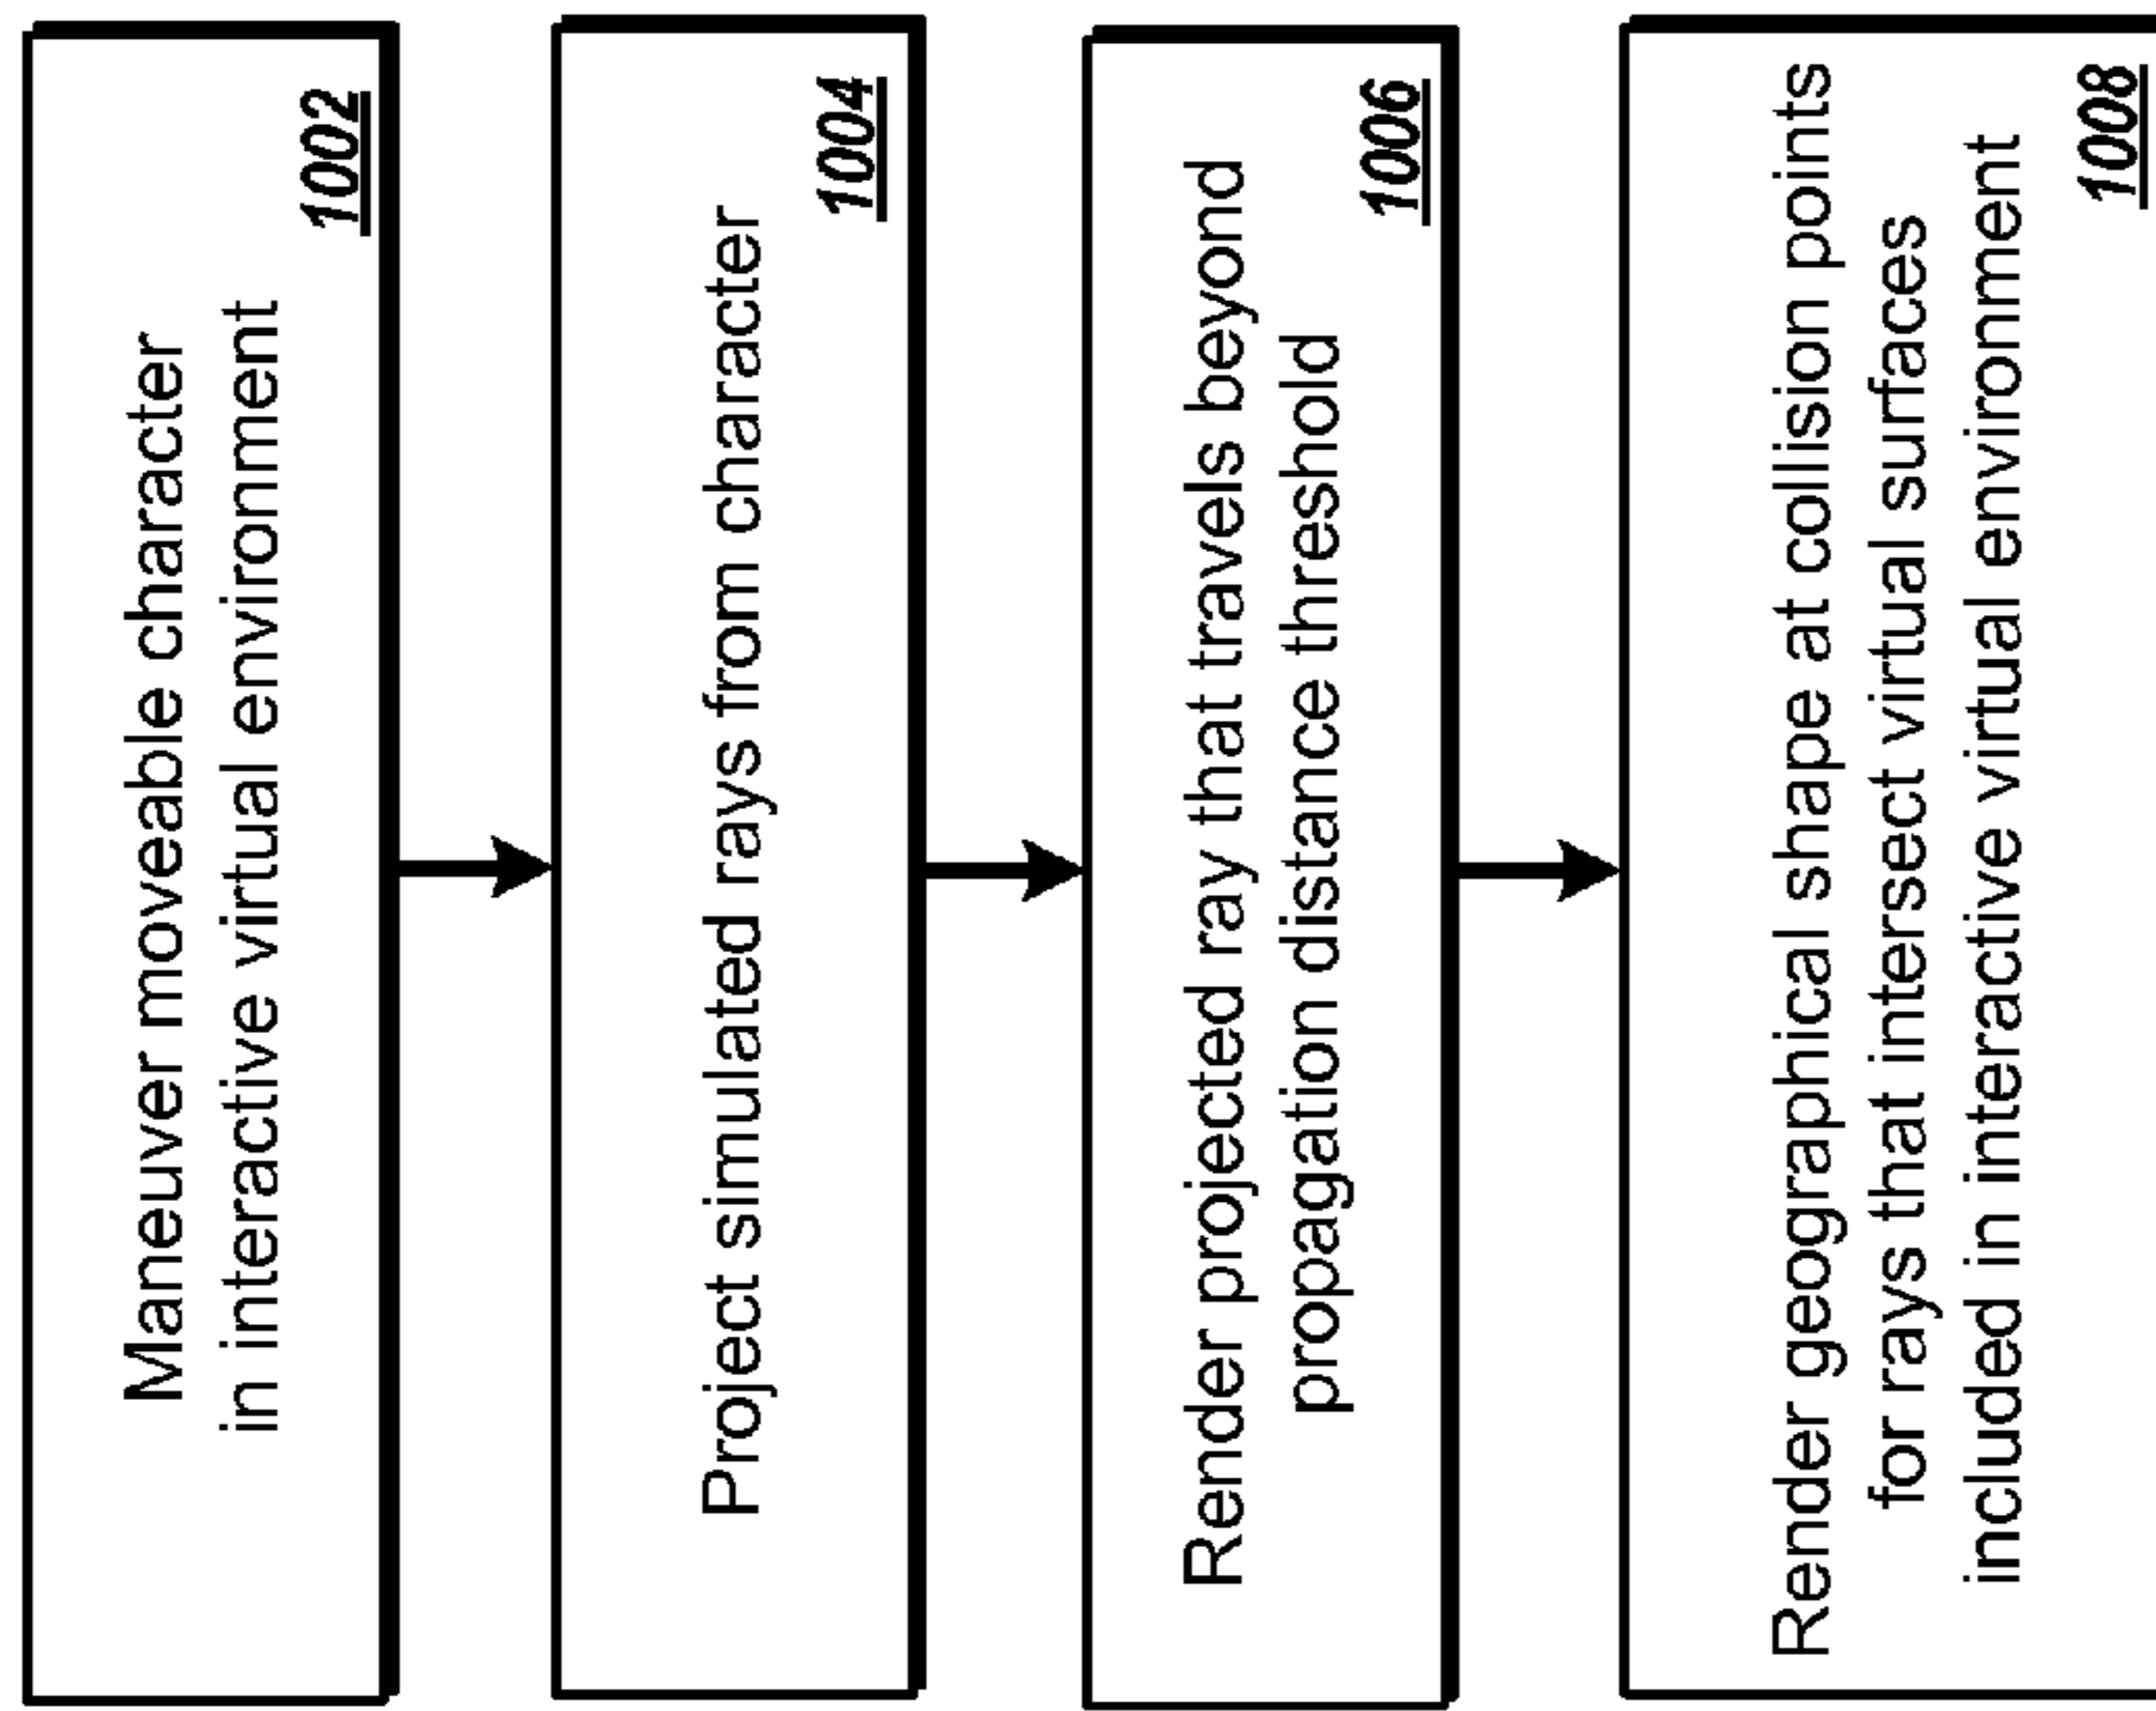 Maneuver moveable character
in interactive virtual environment
1002
Project simulated rays from character
1004
Render projected ray that travels beyond
propagation distance threshold
1006
Render geographical shape at collision points
for rays that intersect virtual surfaces
included in interactive virtual environment
1008